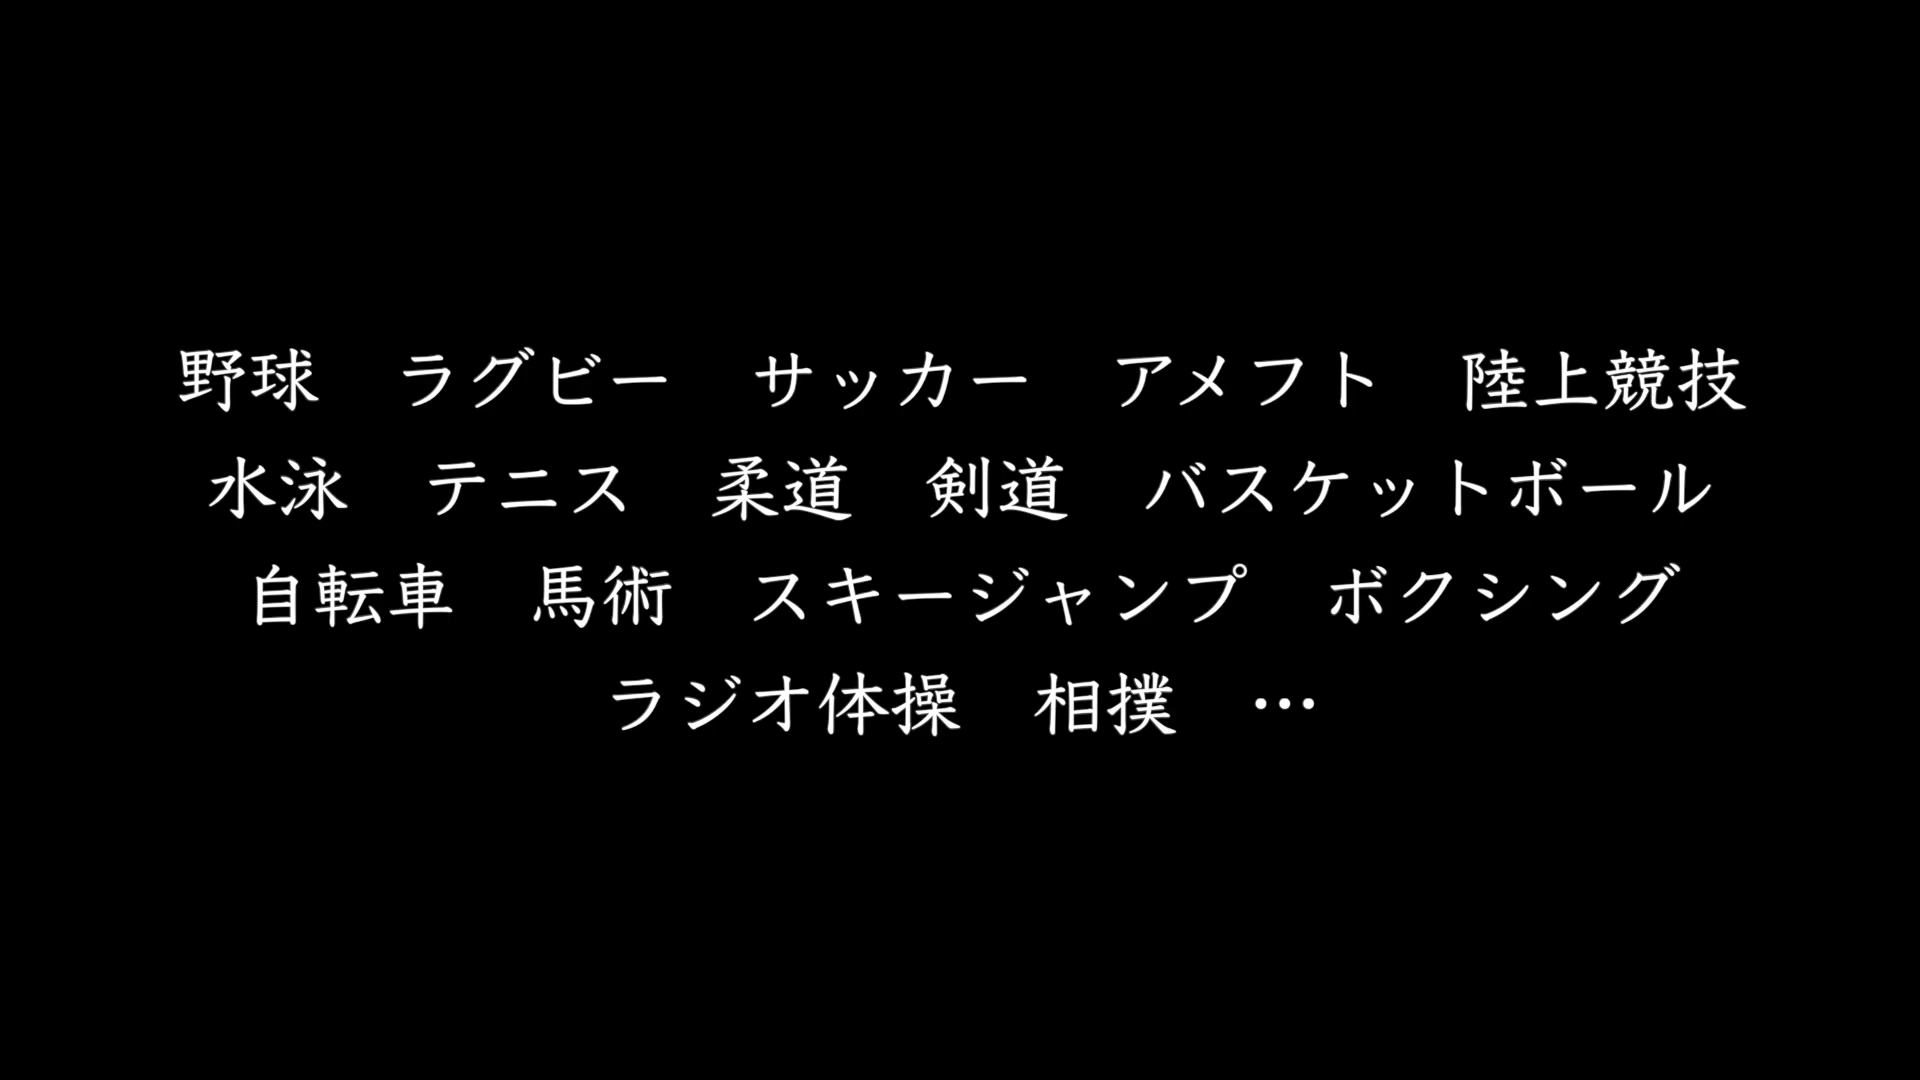 野球　ラグビー　サッカー　アメフト　陸上競技
水泳　テニス　柔道　剣道　バスケットボール
自転車　馬術　スキージャンプ　ボクシング
ラジオ体操　相撲　…